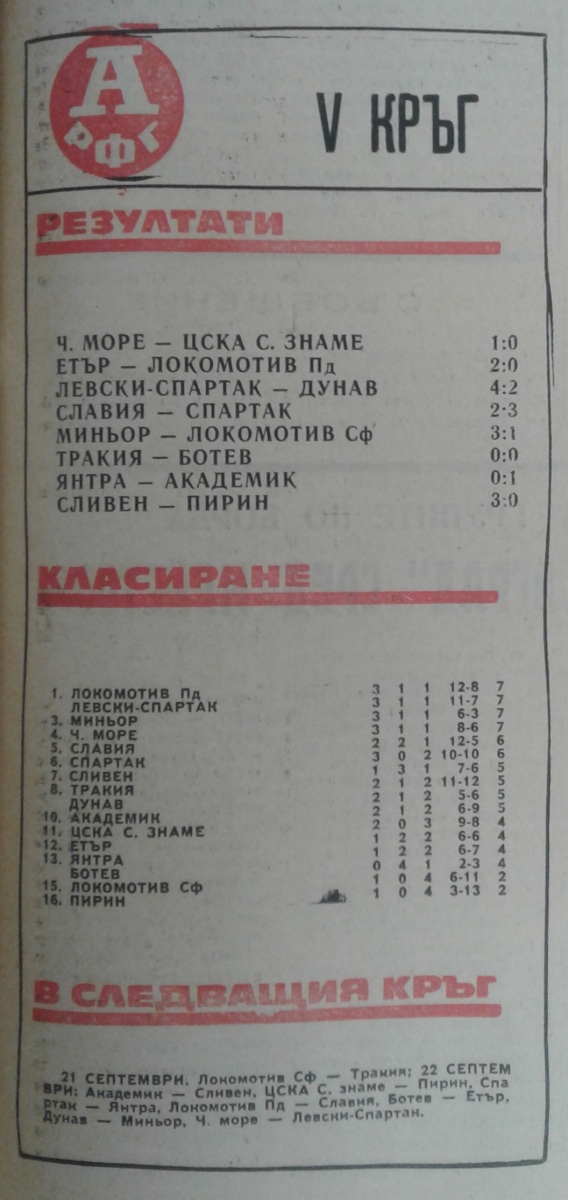 А
РФГ
V КРЪГ
РЕЗУЛТАТИ
Ч. МОРЕ — ЦСКА С. ЗНАМЕ 1:0
ЕТЪР — ЛОКОМОТИВ Пд 2:0
ЛЕВСКИ-СПАРТАК — ДУНАВ 4:2
СЛАВИЯ — СПАРТАК 2:3
МИНЬОР — ЛОКОМОТИВ Сф 3:1
ТРАКИЯ — БОТЕВ 0:0
ЯНТРА — АКАДЕМИК 0:1
СЛИВЕН — ПИРИН 3:0
КЛАСИРАНЕ
1. ЛОКОМОТИВ Пд 3 1 1 12-8 7
ЛЕВСКИ-СПАРТАК 3 1 1 11-7 7
3. МИНЬОР 3 1 1 6-3 7
4. Ч. МОРЕ 3 1 1 8-6 7
5. СЛАВИЯ 2 2 1 12-5 6
6. СПАРТАК 3 0 2 10-10 6
7. СЛИВЕН 1 3 1 7-6 5
8. ТРАКИЯ 2 1 2 11-12 5
ДУНАВ 2 1 2 5-6 5
10. АКАДЕМИК 2 1 2 6-9 5
11. ЦСКА С. ЗНАМЕ 2 0 3 9-8 4
12. ЕТЪР 1 2 2 6-6 4
13. ЯНТРА 1 2 2 6-7 4
БОТЕВ 0 4 1 2-3 4
15. ЛОКОМОТИВ Сф 1 0 4 6-11 2
16. ПИРИН 1 0 4 3-13 2
В СЛЕДВАЩИЯ КРЪГ
21 СЕПТЕМВРИ. Локомотив Сф — Тракия; 22 СЕПТЕМ
ВРИ: Академик — Сливен, ЦСКА С. знаме — Пирин, Спа
ртак — Янтра, Локомотив Пд — Славия, Ботев — Етър,
Дунав — Миньор, Ч. море — Левски-Спартак.